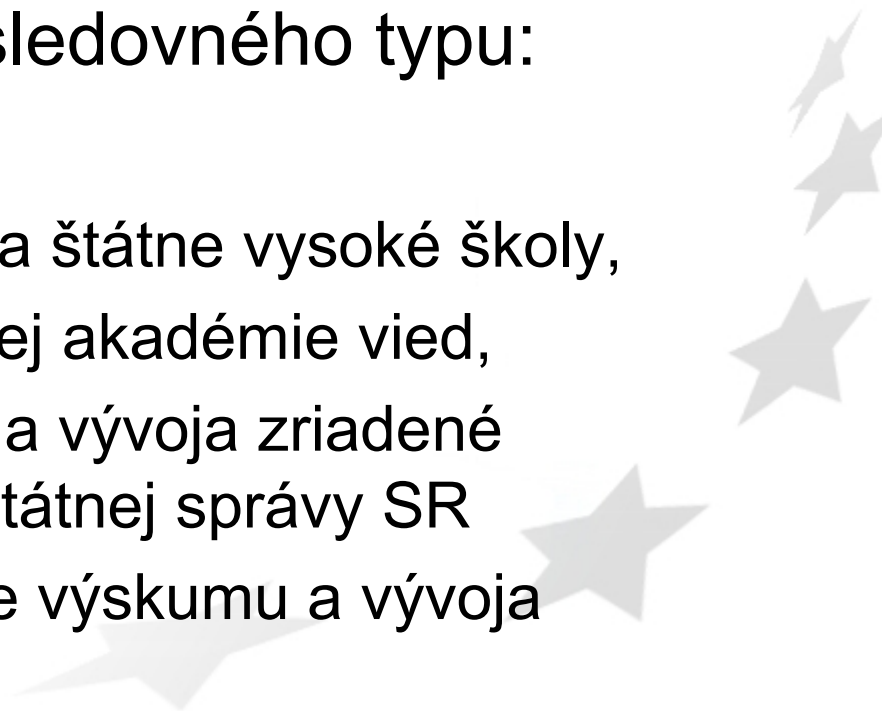 sledovného typu:
a štátne vysoké školy,
ej akadémie vied,
a vývoja zriadené
tátnej správy SR
e výskumu a vývoja